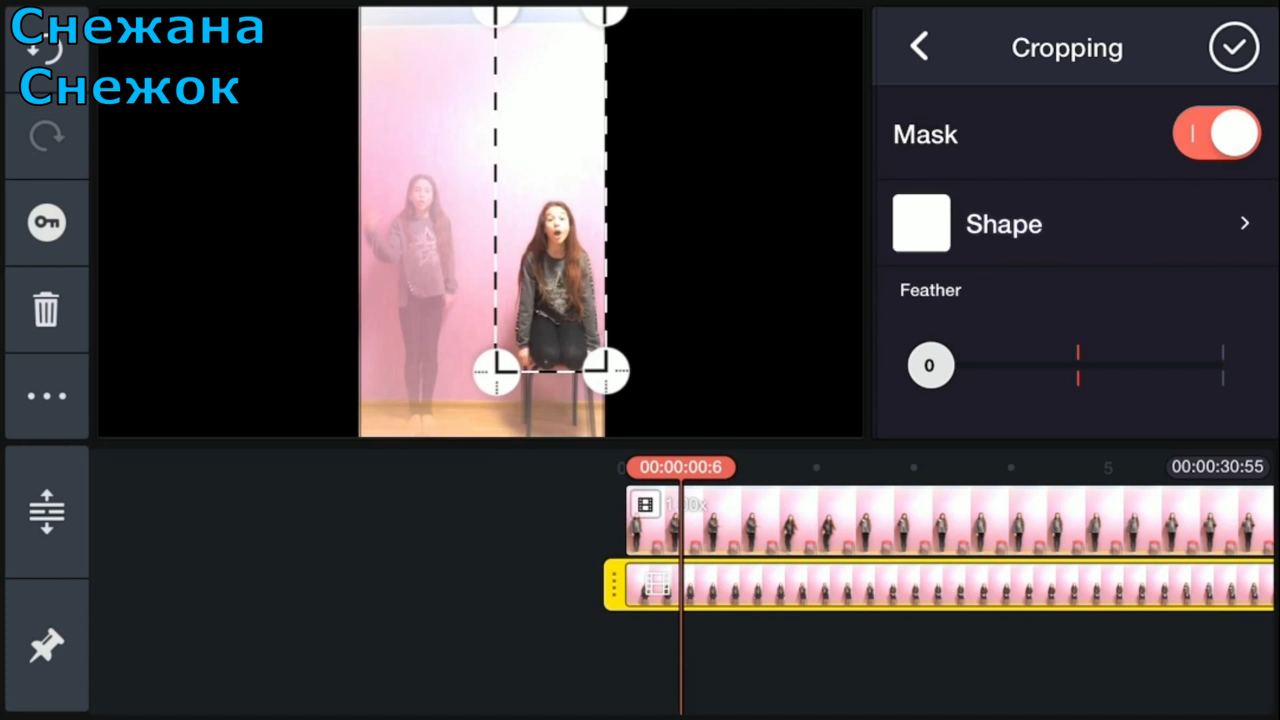 Снежана
Снежок
Cropping
Mask
Shape
Feather
0
00:00:00:6
5
00:00:30:55